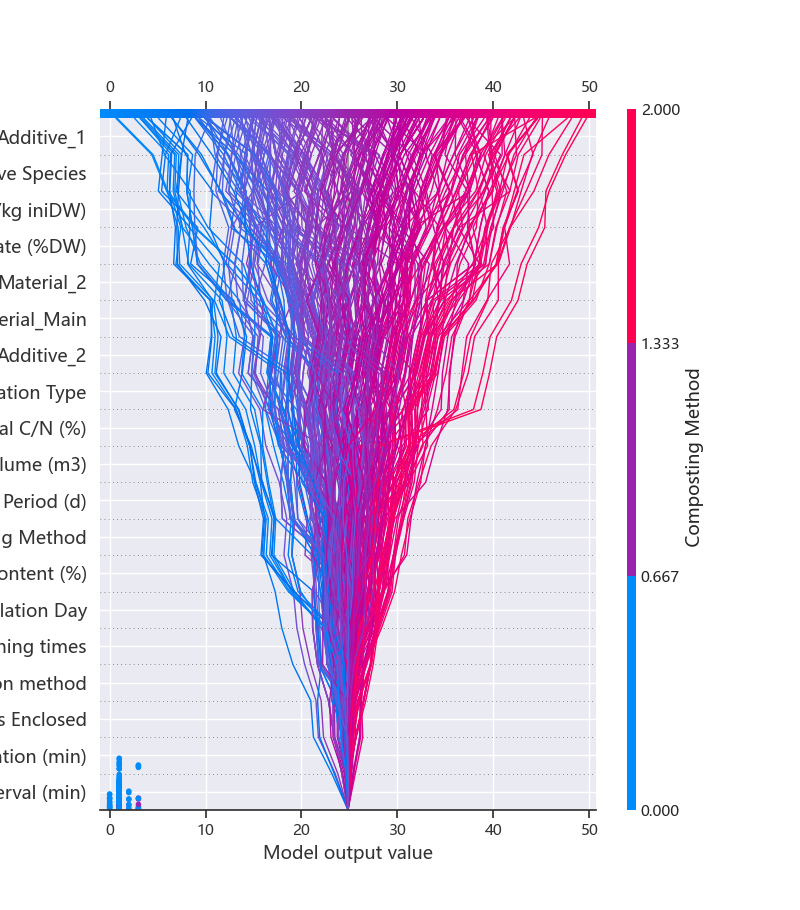 0 10 20 30 40 50
2.000
Additive_1
ve Species
/kg iniDW)
ate (%DW)
Material_2
erial_Main
1.333
Additive_2
ation Type
al C/N (%)
Composting Method
lume (m3)
Period (d)
g Method
ontent (%)
0.667
lation Day
ning times
on method
s Enclosed
ation (min)
erval (min)
0.000
0 10 20 30 40 50
Model output value